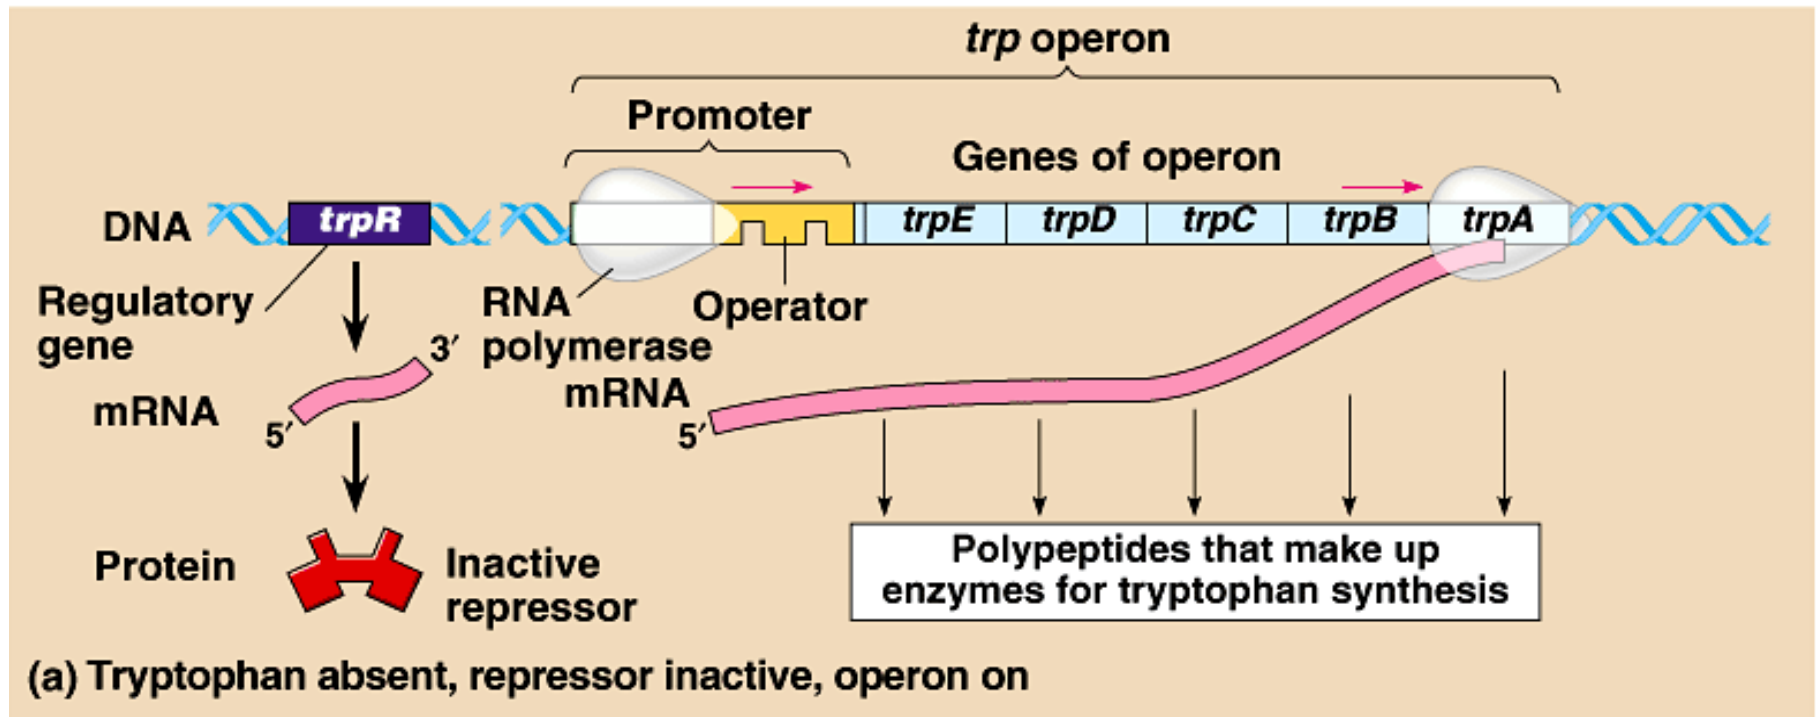 trp operon
Promoter
Genes of operon
DNA
trpR
trpE
trpD
trpC
trpB
trpA
Regulatory
gene
RNA
polymerase
Operator
mRNA
5′
3′
mRNA
5′
Protein
Inactive
repressor
Polypeptides that make up
enzymes for tryptophan synthesis
(a) Tryptophan absent, repressor inactive, operon on